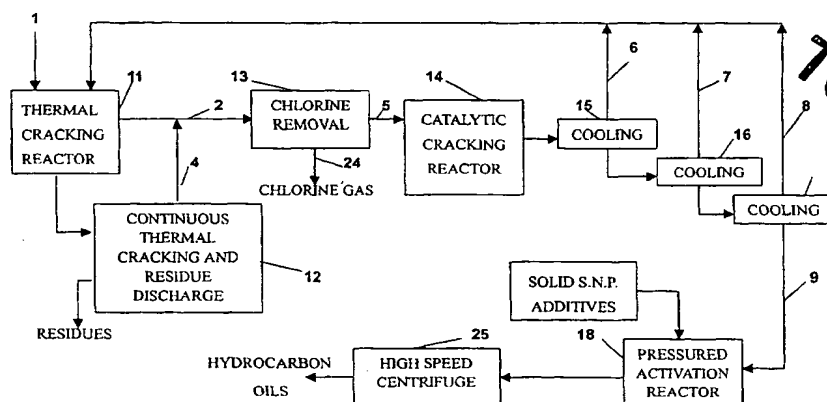 1
6
7
8
11
13
14
2
5
15
THERMAL
CRACKING
REACTOR
CHLORINE
REMOVAL
CATALYTIC
CRACKING
REACTOR
COOLING
16
4
24
COOLING
CHLORINE GAS
COOLING
CONTINUOUS
THERMAL
CRACKING AND
RESIDUE
DISCHARGE
12
9
SOLID S.N.P.
ADDITIVES
RESIDUES
25
18
HYDROCARBON
OILS
HIGH SPEED
CENTRIFUGE
PRESSURED
ACTIVATION
REACTOR